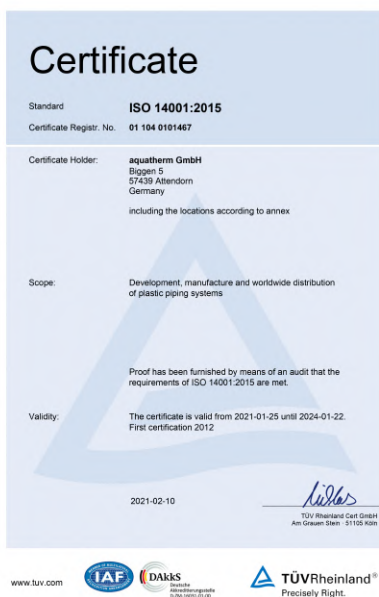 Certificate
Standard ISO 14001:2015
Certificate Registr. No. 01 104 0101467
Certificate Holder: aquatherm GmbH
Biggen 5
57439 Attendorn
Germany
including the locations according to annex
Scope: Development, manufacture and worldwide distribution
of plastic piping systems
Proof has been furnished by means of an audit that the
requirements of ISO 14001:2015 are met.
Validity: The certificate is valid from 2021-01-25 until 2024-01-22.
First certification 2012
2021-02-10
TÜV Rheinland Cert GmbH
Am Grauen Stein · 51105 Köln
www.tuv.com
IAF
DAkkS
Deutsche
Akkreditierungsstelle
TÜVRheinland®
Precisely Right.